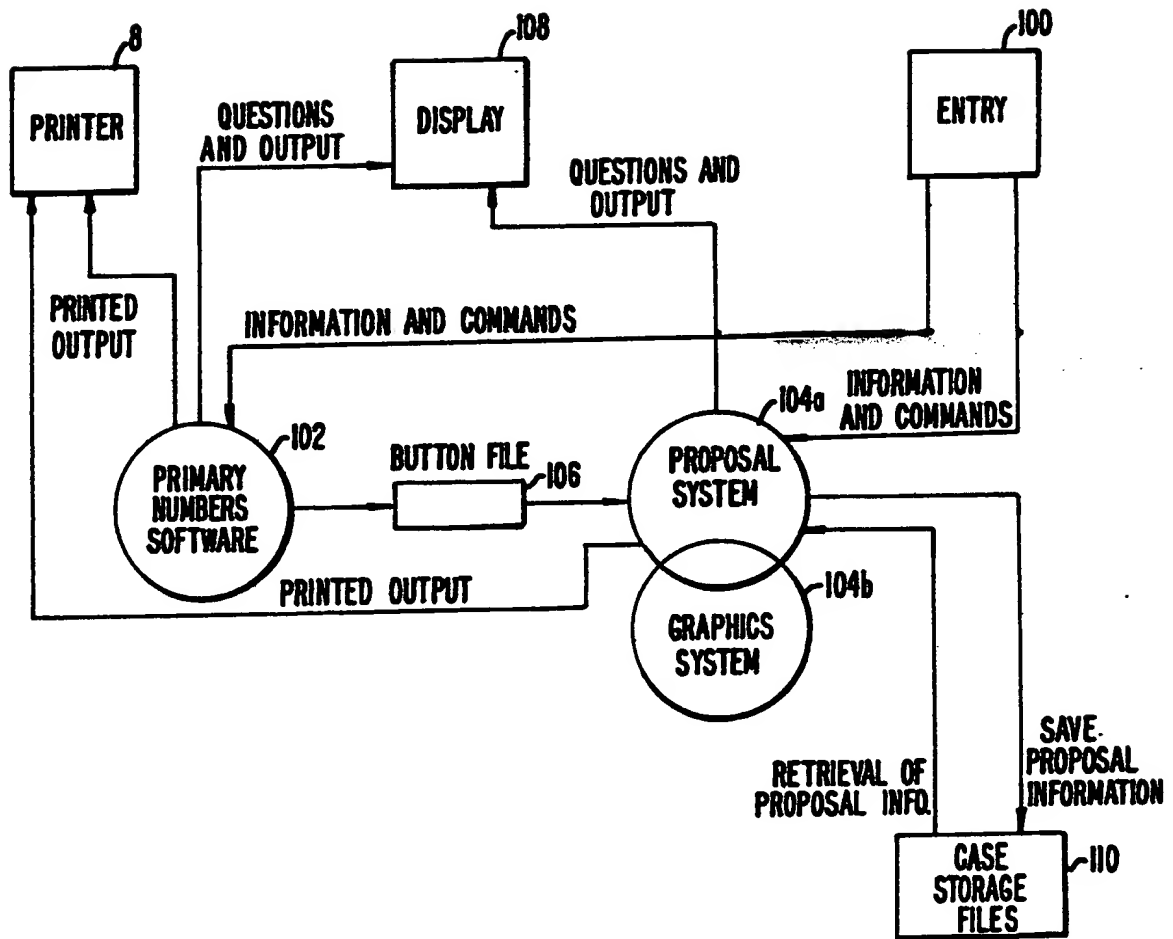 8
108
100
PRINTER
DISPLAY
ENTRY
QUESTIONS
AND OUTPUT
QUESTIONS AND
OUTPUT
PRINTED
OUTPUT
INFORMATION AND COMMANDS
INFORMATION
AND COMMANDS
102
104a
BUTTON FILE
106
PRIMARY
NUMBERS
SOFTWARE
PROPOSAL
SYSTEM
PRINTED OUTPUT
104b
GRAPHICS
SYSTEM
RETRIEVAL OF
PROPOSAL INFO.
SAVE
PROPOSAL
INFORMATION
CASE
STORAGE
FILES
110